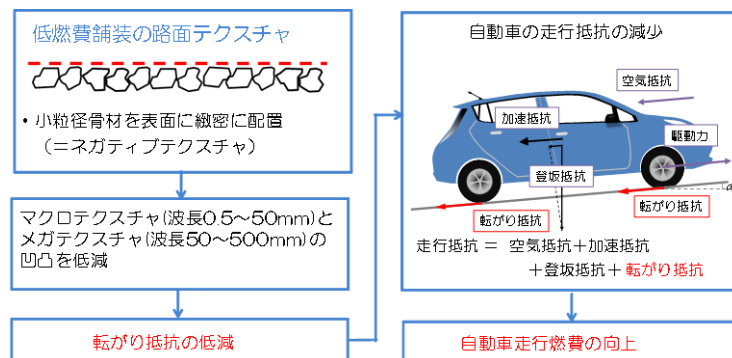 低燃費舗装の路面テクスチャ
・小粒径骨材を表面に緻密に配置
（＝ネガティブテクスチャ）
マクロテクスチャ(波長0.5～50mm)と
メガテクスチャ(波長50～500mm)の
凹凸を低減
転がり抵抗の低減
自動車の走行抵抗の減少
空気抵抗
加速抵抗
駆動力
登坂抵抗
転がり抵抗
転がり抵抗
走行抵抗 ＝ 空気抵抗＋加速抵抗
＋登坂抵抗＋転がり抵抗
自動車走行燃費の向上